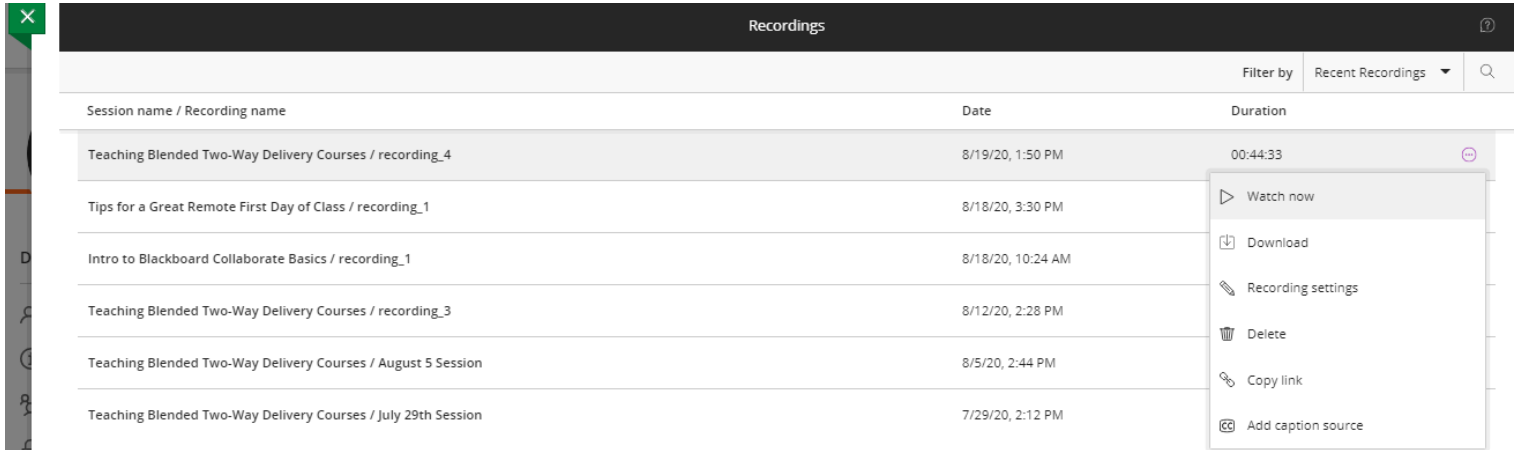 Recordings
Filter by Recent Recordings
Session name / Recording name Date Duration
Teaching Blended Two-Way Delivery Courses / recording_4 8/19/20, 1:50 PM 00:44:33
Watch now
Tips for a Great Remote First Day of Class / recording_1 8/18/20, 3:30 PM
Download
Intro to Blackboard Collaborate Basics / recording_1 8/18/20, 10:24 AM
Recording settings
Teaching Blended Two-Way Delivery Courses / recording_3 8/12/20, 2:28 PM
Delete
Teaching Blended Two-Way Delivery Courses / August 5 Session 8/5/20, 2:44 PM
Copy link
Teaching Blended Two-Way Delivery Courses / July 29th Session 7/29/20, 2:12 PM
CC Add caption source